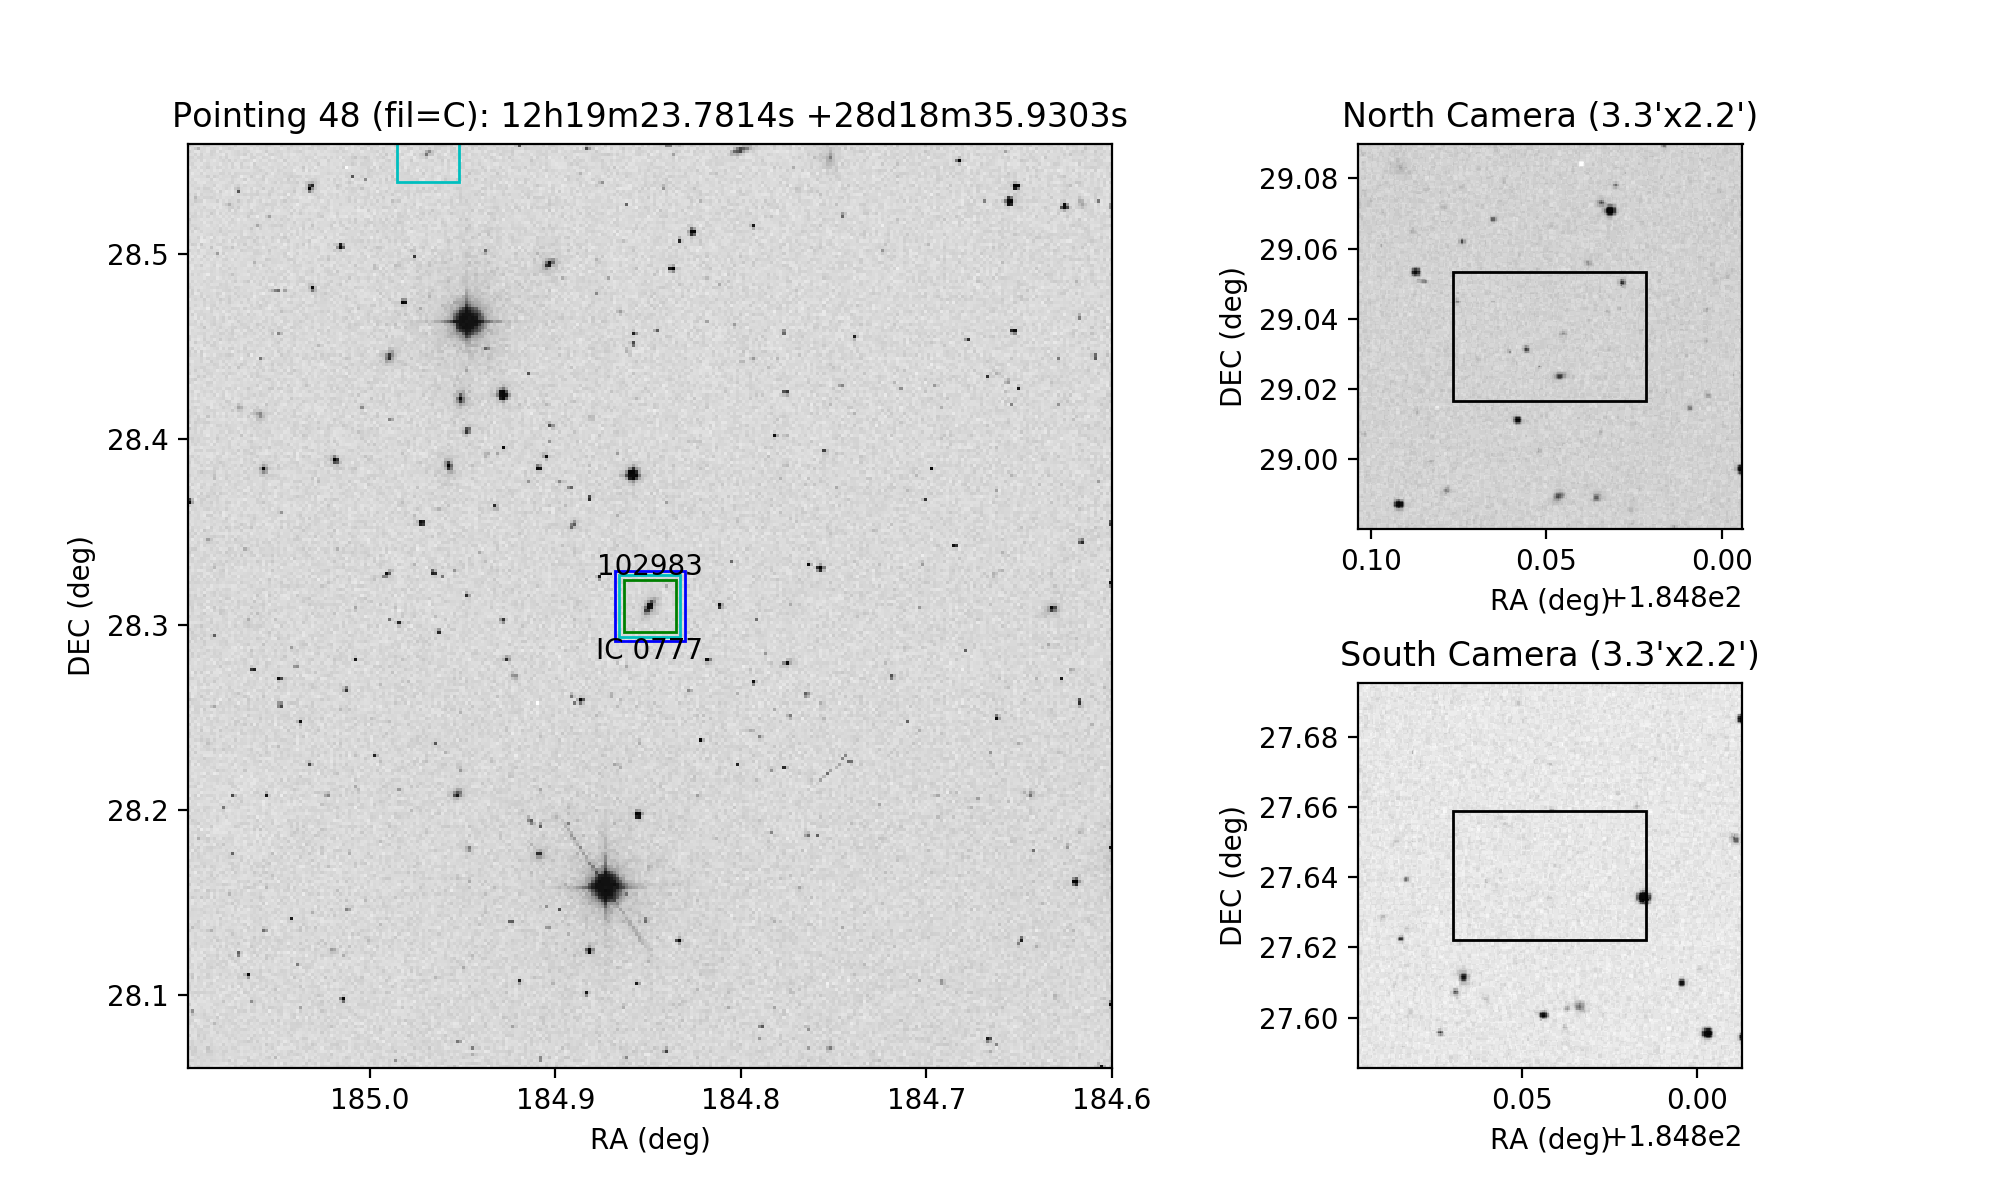 Pointing 48 (fil=C): 12h19m23.7814s +28d18m35.9303s
28.5
28.4
28.3
28.2
28.1
DEC (deg)
102983
IC 0777
185.0 184.9 184.8 184.7 184.6
RA (deg)
North Camera (3.3'x2.2')
29.08
29.06
29.04
29.02
29.00
DEC (deg)
0.10 0.05 0.00
RA (deg) +1.848e2
South Camera (3.3'x2.2')
27.68
27.66
27.64
27.62
27.60
DEC (deg)
0.05 0.00
RA (deg) +1.848e2